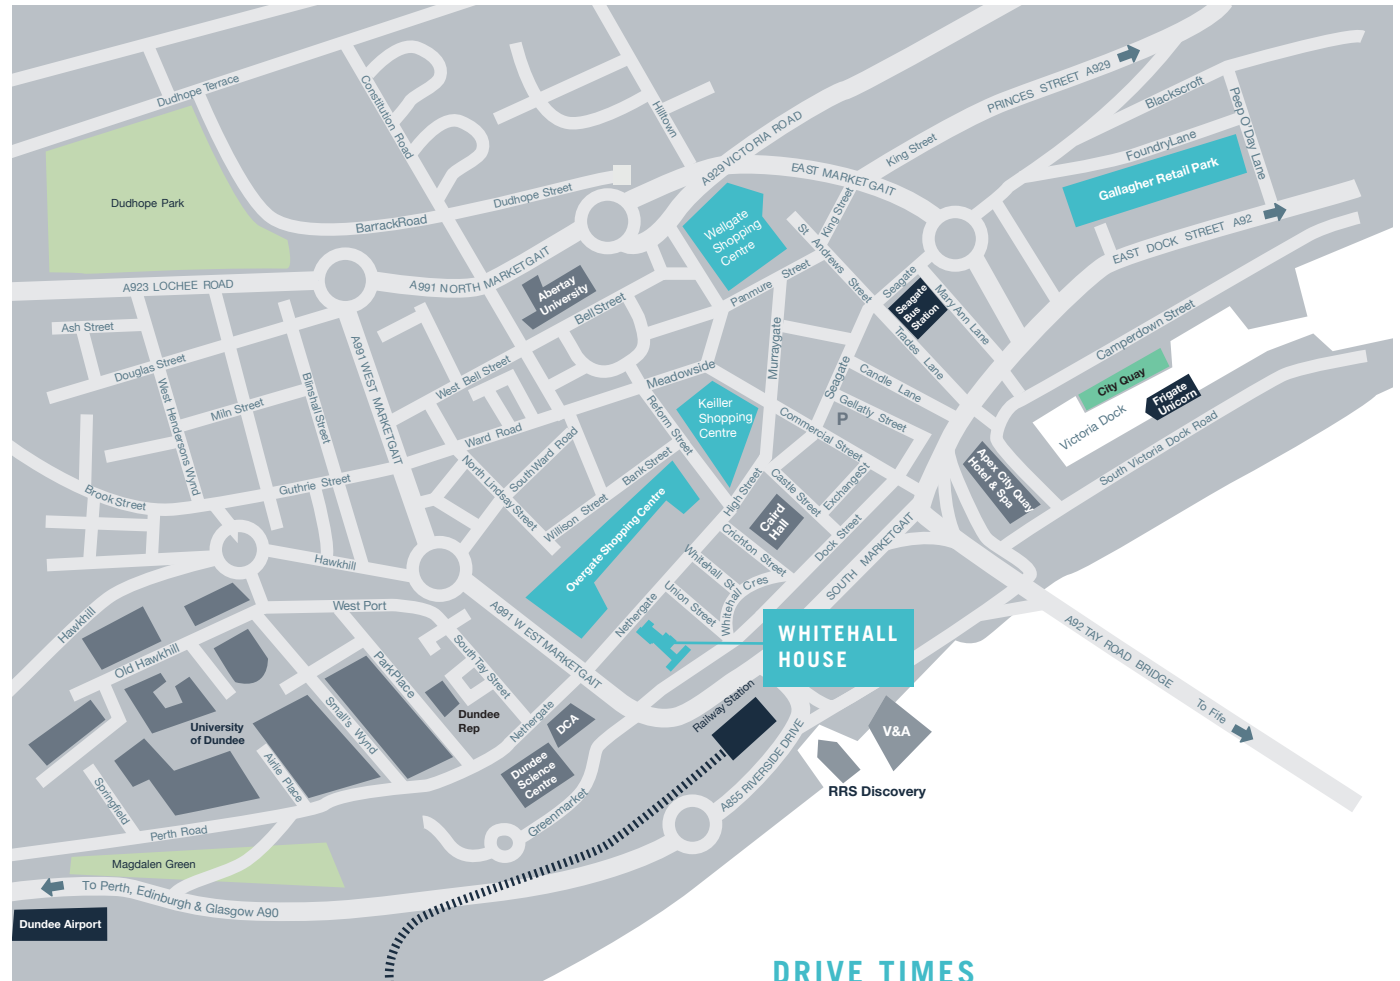 Dudhope Terrace
Constitution Road
Hilltown
A929 VICTORIA ROAD
PRINCES STREET A929
King Street
Blackscroft
Peep O'Day Lane
FoundryLane
Gallagher Retail Park
EAST MARKETGAIT
Dudhope Park
Dudhope Street
BarrackRoad
Wellgate
Shopping
Centre
King Street
St Andrews Street
EAST DOCK STREET A92
A923 LOCHEE ROAD
A991 NORTH MARKETGAIT
Abertay
University
Bell Street
Panmure Street
Seagate
Seagate
Bus
Station
Mary Ann Lane
Trades Lane
Camperdown Street
Ash Street
Douglas Street
West Hendersons Wynd
Miln Street
Blinshall Street
A991 WEST MARKETGAIT
West Bell Street
Meadowside
Murraygate
Seagate
Candle Lane
Gellatly Street
P
City Quay
Frigate
Unicorn
Victoria Dock
South Victoria Dock Road
Keiller
Shopping
Centre
Reform Street
Commercial Street
Ward Road
SouthWard Road
North Lindsay Street
Bank Street
Willison Street
Overgate Shopping Centre
High Street
Castle Street
ExchangeSt
Caird
Hall
Crichton Street
Dock Street
Apex City Quay
Hotel & Spa
Brook Street
Guthrie Street
Hawkhill
Whitehall St
Whitehall Cres
Union Street
Nethergate
SOUTH MARKETGAIT
A991 WEST MARKETGAIT
WHITEHALL
HOUSE
A92 TAY ROAD BRIDGE
To Fife
Hawkhill
West Port
Old Hawkhill
ParkPlace
SouthTay Street
Small's Wynd
University
of Dundee
Dundee
Rep
Nethergate
DCA
Dundee
Science
Centre
Railway Station
V&A
RRS Discovery
A855 RIVERSIDE DRIVE
Airlie Place
Springfield
Greenmarket
Perth Road
Magdalen Green
To Perth, Edinburgh & Glasgow A90
Dundee Airport
DRIVE TIMES